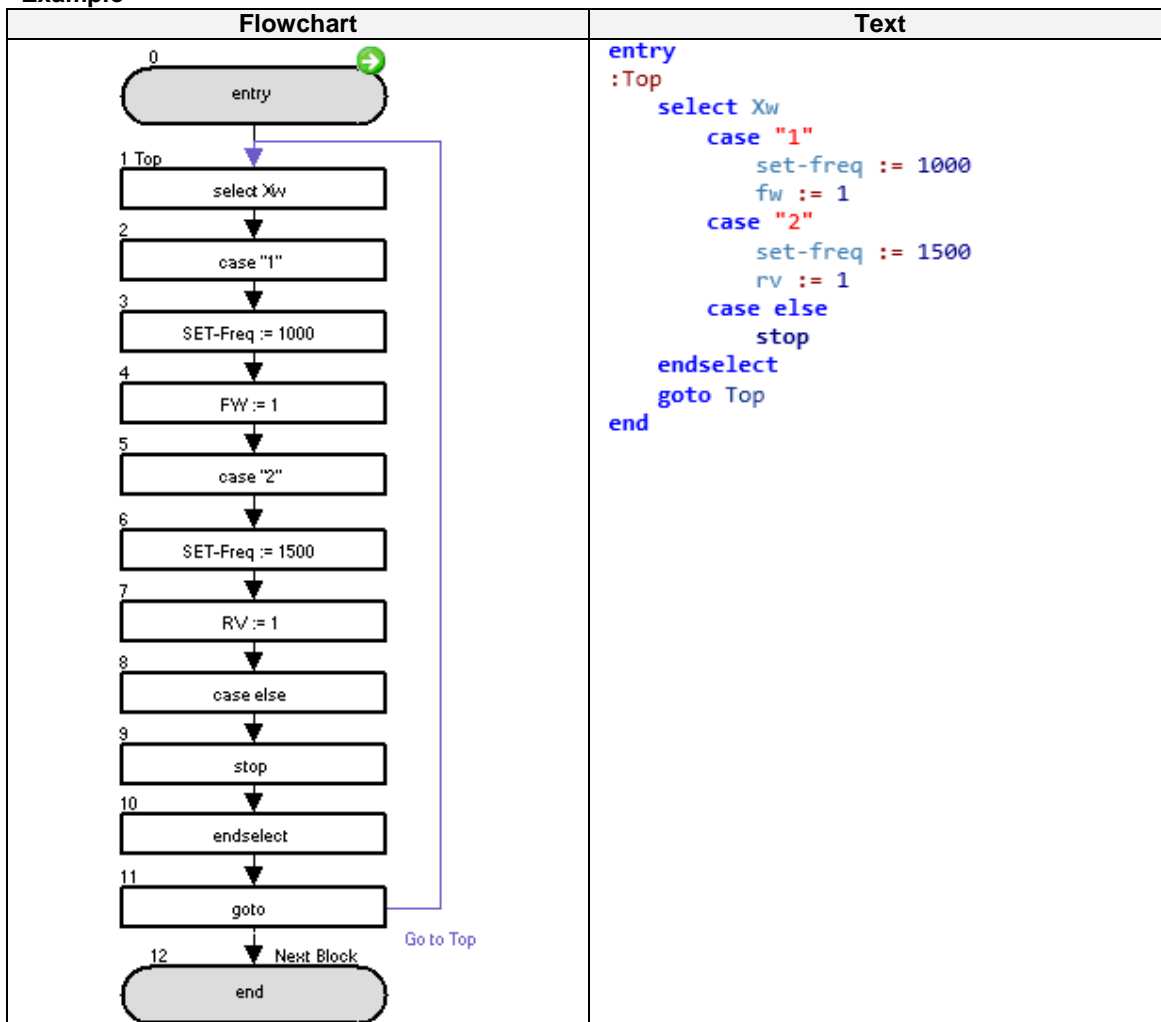 Example
Flowchart
Text
0
entry
1 Top
select Xw
2
case "1"
3
SET-Freq := 1000
4
FW := 1
5
case "2"
6
SET-Freq := 1500
7
RV := 1
8
case else
9
stop
10
endselect
11
goto
Go to Top
12
Next Block
end
entry
:Top
select Xw
case "1"
set-freq := 1000
fw := 1
case "2"
set-freq := 1500
rv := 1
case else
stop
endselect
goto Top
end